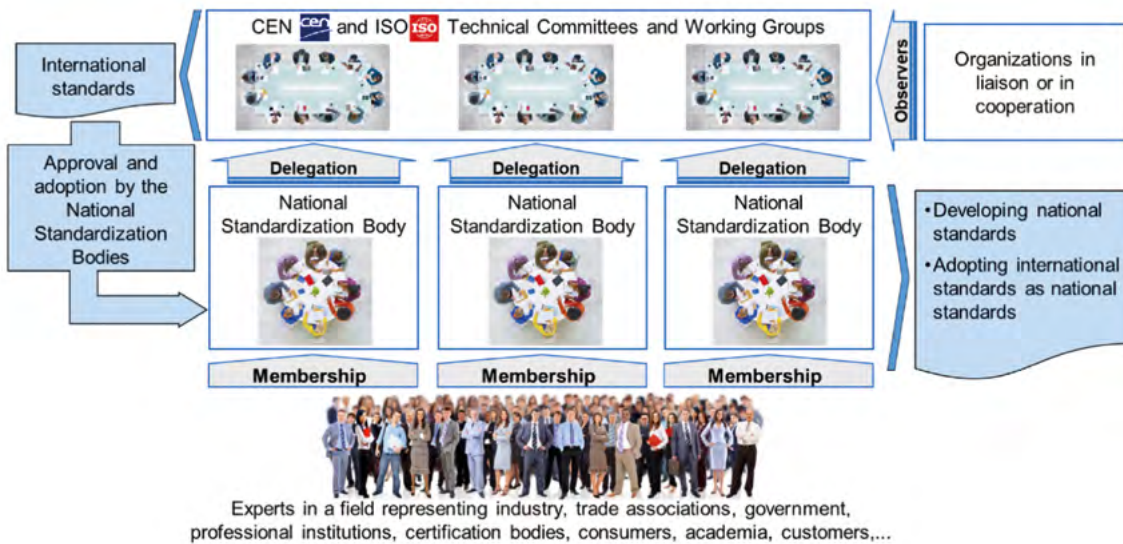 CEN cen and ISO ISO Technical Committees and Working Groups
International
standards
Observers
Organizations in
liaison or in
cooperation
Approval and
adoption by the
National
Standardization
Bodies
Delegation
Delegation
Delegation
National
Standardization Body
National
Standardization Body
National
Standardization Body
•Developing national
standards
•Adopting international
standards as national
standards
Membership
Membership
Membership
Experts in a field representing industry, trade associations, government,
professional institutions, certification bodies, consumers, academia, customers,...